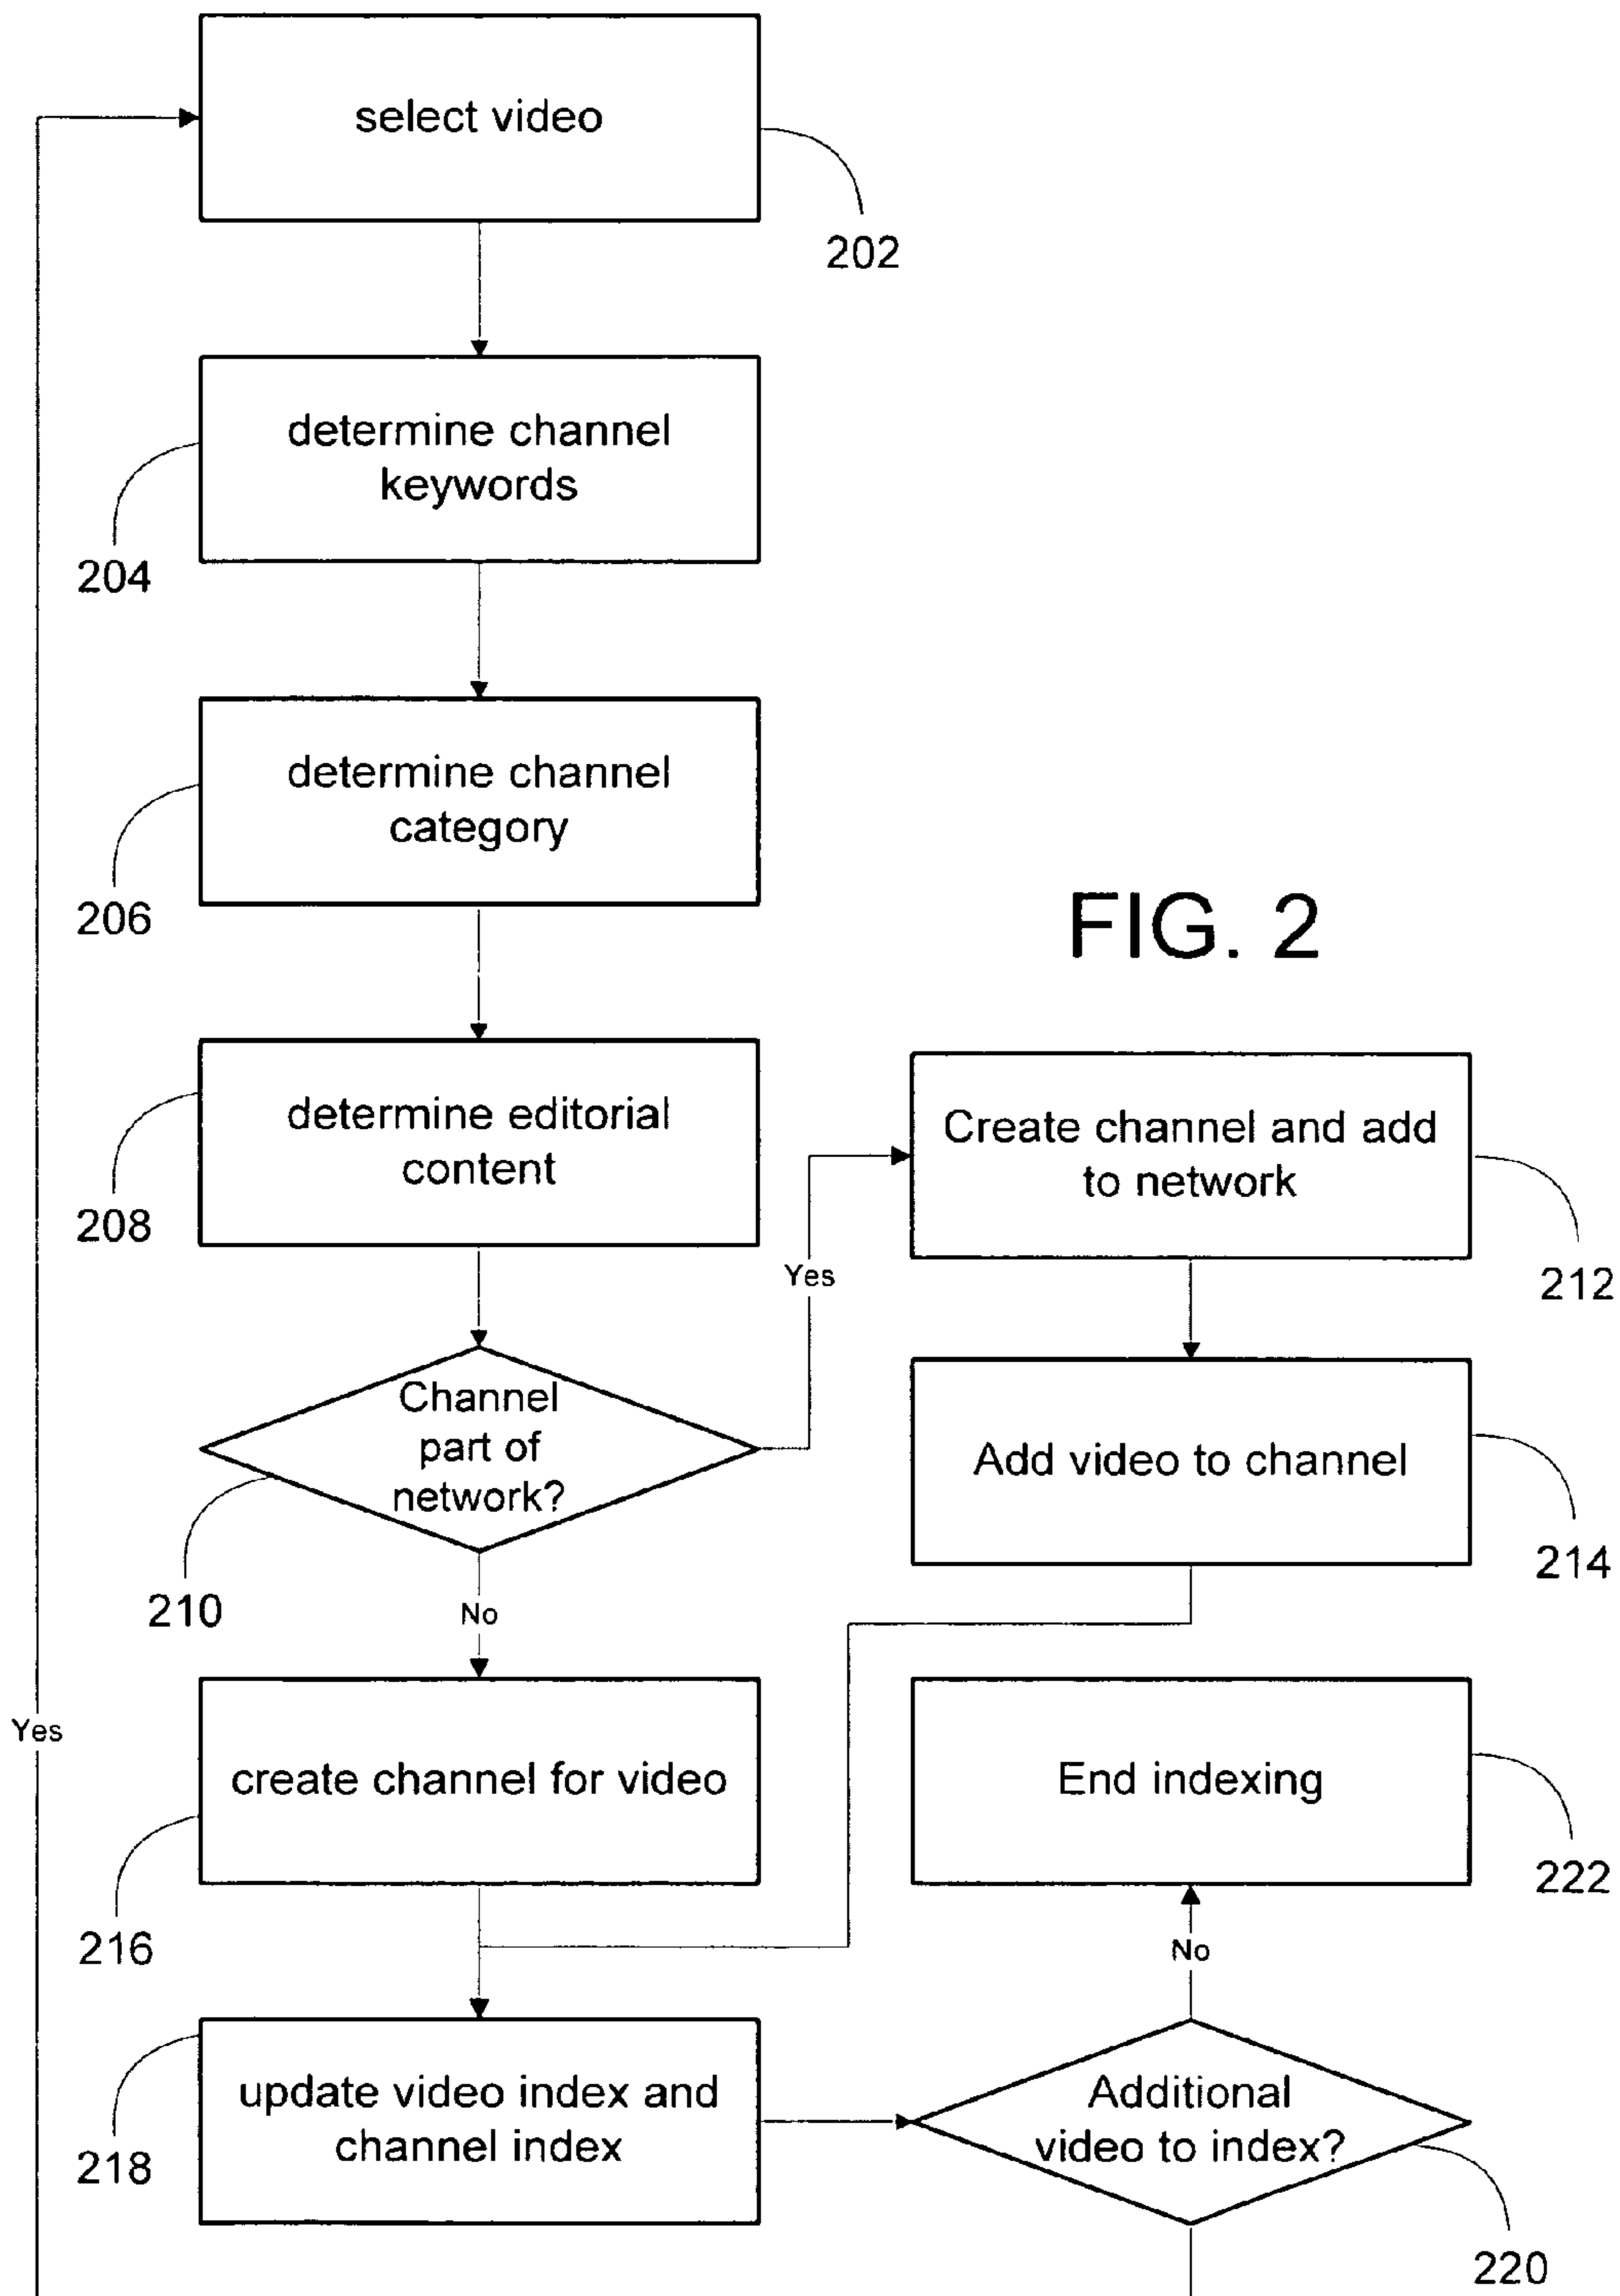 select video
202
determine channel
keywords
204
determine channel
category
206
FIG. 2
determine editorial
content
208
Create channel and add
to network
212
Yes
Channel
part of
network?
210
Add video to channel
214
No
Yes
create channel for video
216
End indexing
222
No
update video index and
channel index
218
Additional
video to index?
220